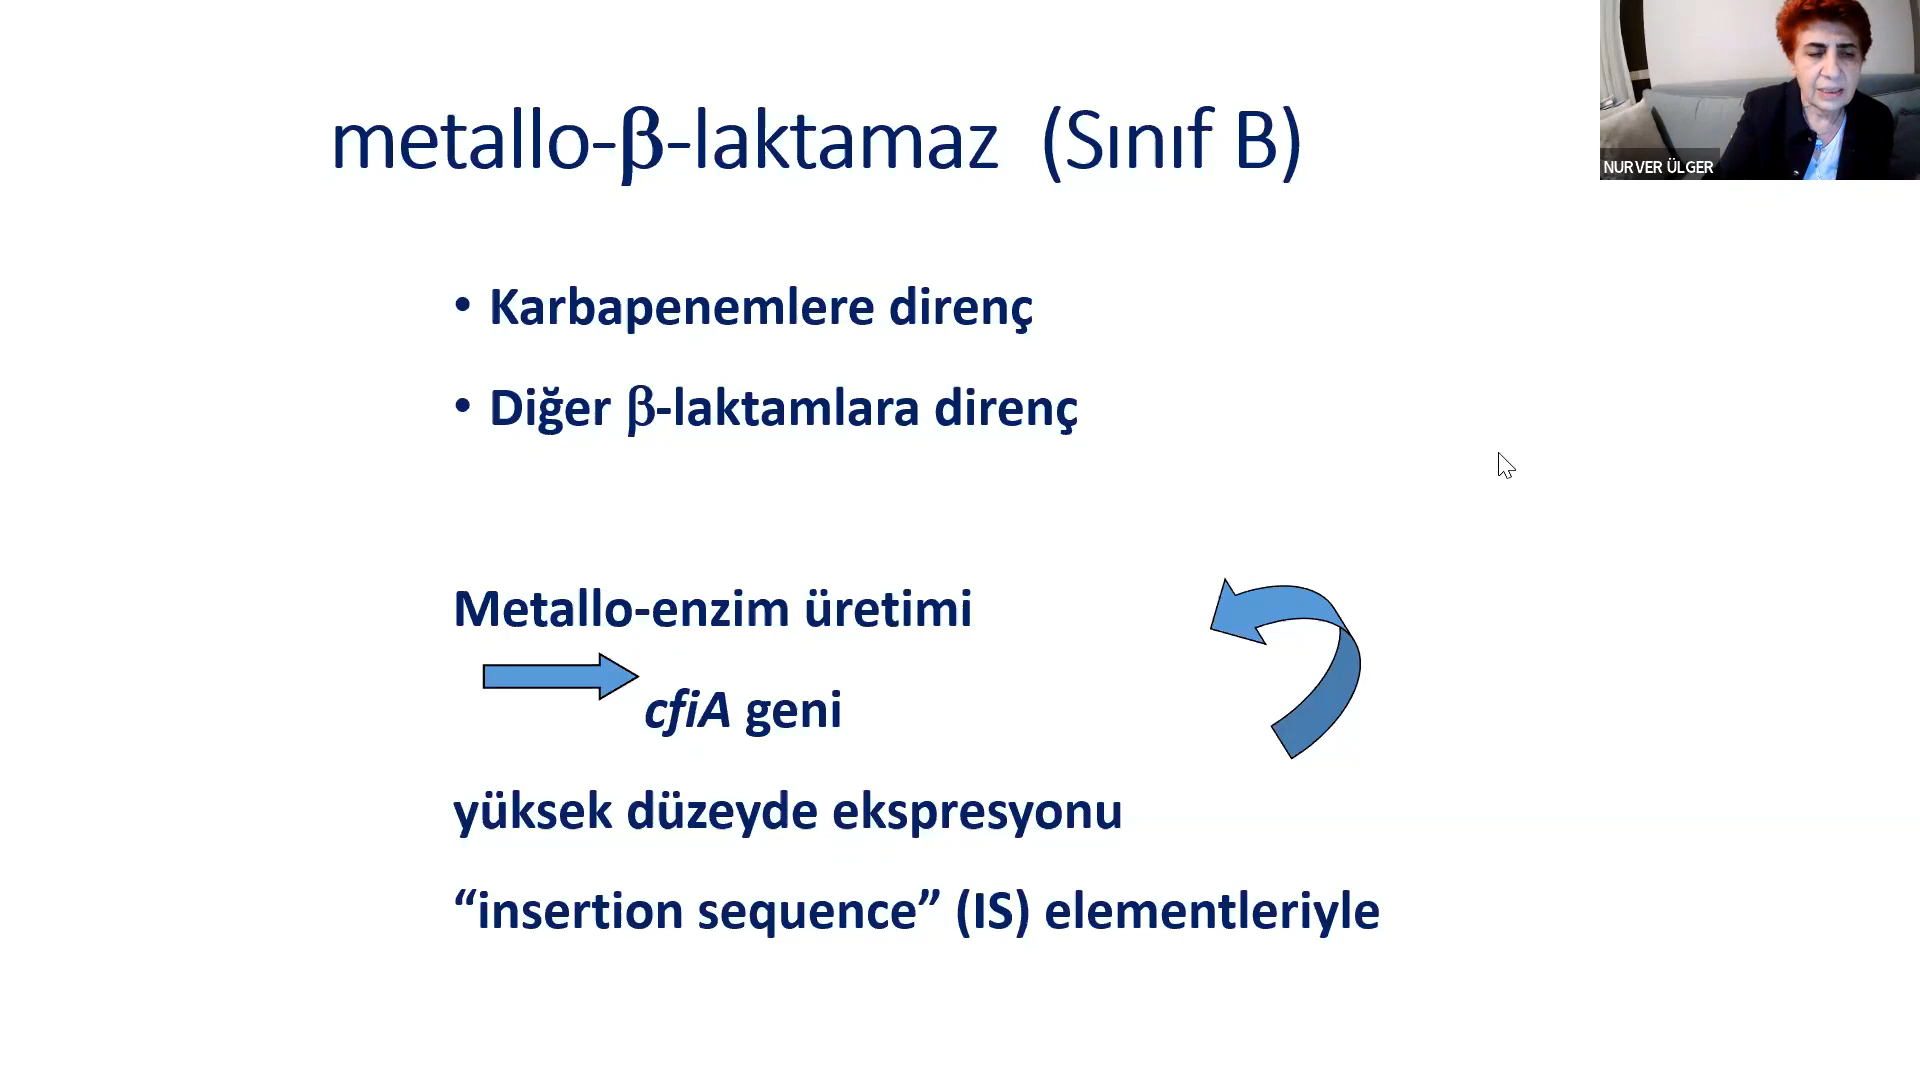 metallo-β-laktamaz (Sınıf B)
NURVER ÜLGER
• Karbapenemlere direnç
• Diğer β-laktamlara direnç
Metallo-enzim üretimi
cfiA geni
yüksek düzeyde ekspresyonu
“insertion sequence” (IS) elementleriyle